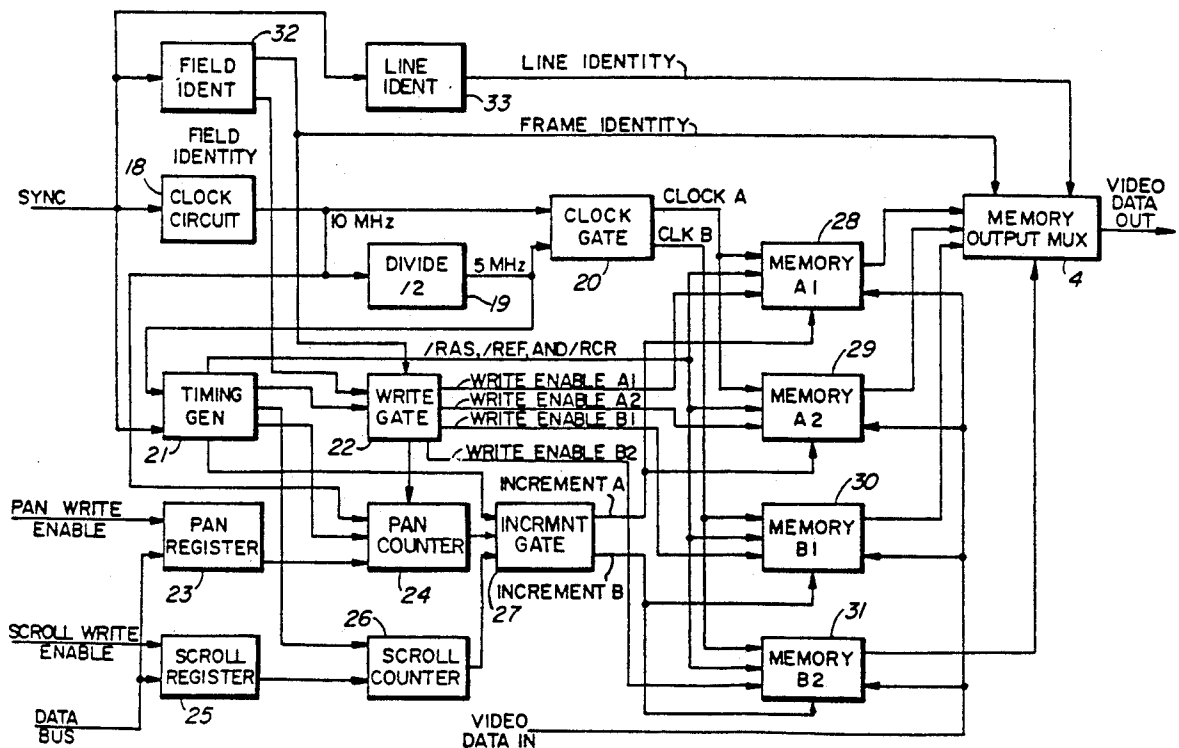 32
FIELD
IDENT
LINE
IDENT
33
LINE IDENTITY
FRAME IDENTITY
FIELD
IDENTITY
18
SYNC
CLOCK
CIRCUIT
10 MHz
DIVIDE
/2
5 MHz
19
CLOCK
GATE
20
CLOCK A
CLK B
28
MEMORY
A1
MEMORY
OUTPUT MUX
4
VIDEO
DATA
OUT
/RAS, /REF, AND /RCR
29
MEMORY
A2
TIMING
GEN
21
WRITE
GATE
22
WRITE ENABLE A1
WRITE ENABLE A2
WRITE ENABLE B1
WRITE ENABLE B2
INCREMENT A
30
MEMORY
B1
PAN WRITE
ENABLE
PAN
REGISTER
23
PAN
COUNTER
24
INCRMNT
GATE
27
INCREMENT B
31
MEMORY
B2
SCROLL WRITE
ENABLE
SCROLL
REGISTER
25
26
SCROLL
COUNTER
DATA
BUS
VIDEO
DATA IN